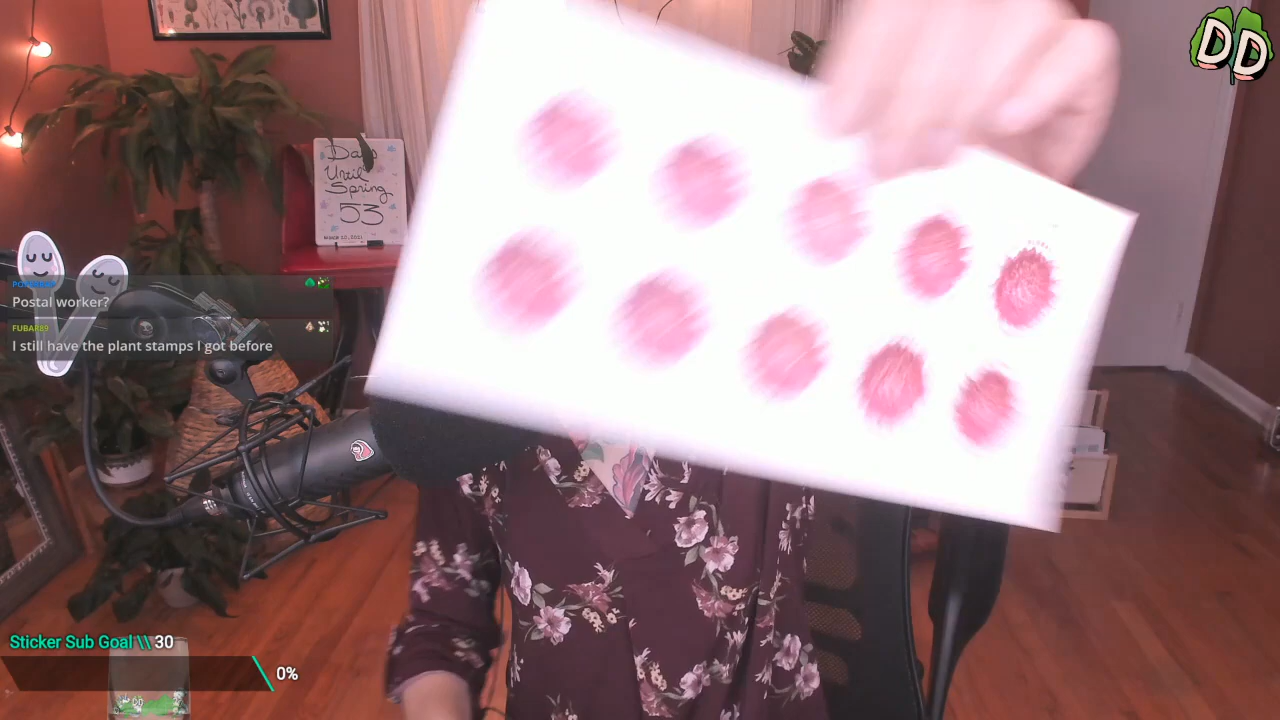 DD
Days
Until
Spring
53
Postal worker?
FUBAR89
I still have the plant stamps I got before
Sticker Sub Goal \\ 30
0%